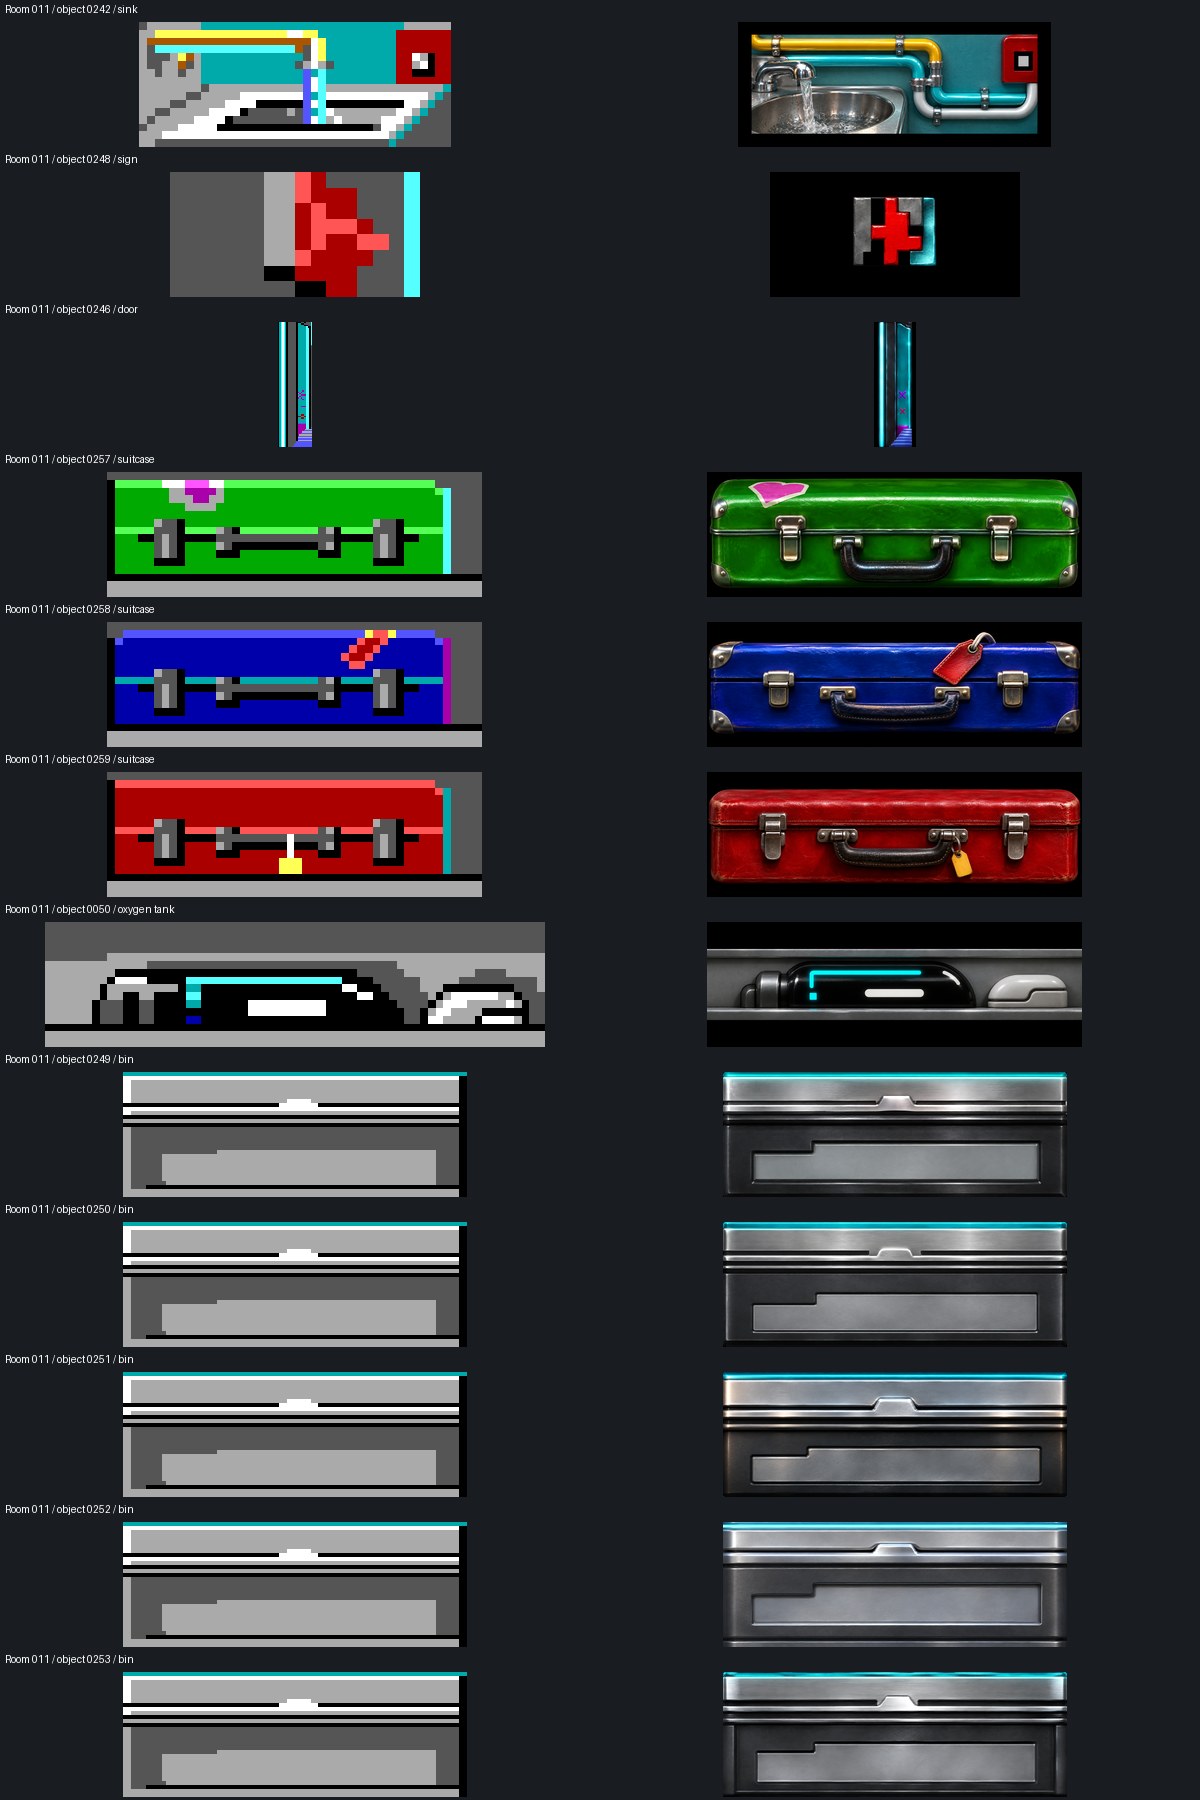 Room 011 / object 0242 / sink
Room 011 / object 0248 / sign
Room 011 / object 0246 / door
Room 011 / object 0257 / suitcase
Room 011 / object 0258 / suitcase
Room 011 / object 0259 / suitcase
Room 011 / object 0050 / oxygen tank
Room 011 / object 0249 / bin
Room 011 / object 0250 / bin
Room 011 / object 0251 / bin
Room 011 / object 0252 / bin
Room 011 / object 0253 / bin